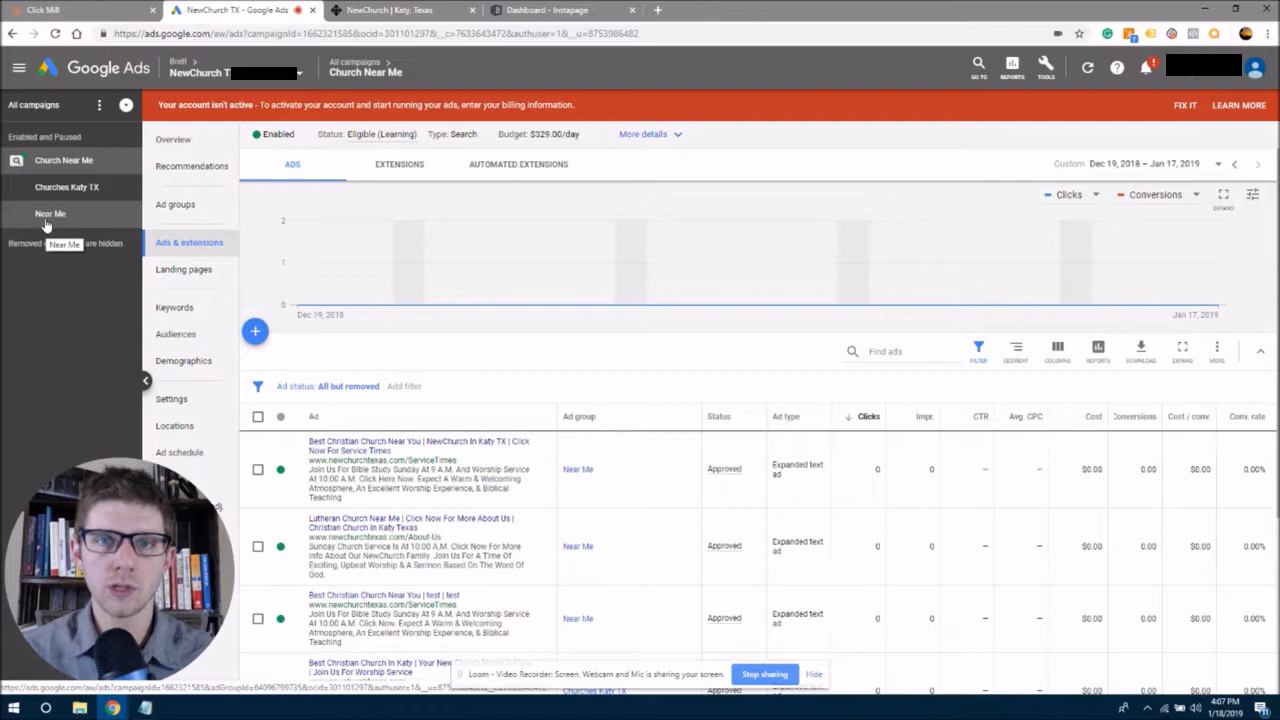 Click Mill
NewChurch TX - Google Ads
NewChurch | Katy, Texas
Dashboard - Instapage
https://ads.google.com/aw/ads?campaignId=1662321585&ocid=301101297&__c=7633643472&authuser=1&__u=8753986482
Google Ads
Brett
NewChurch T
All campaigns
Church Near Me
GO TO
REPORTS
TOOLS
All campaigns
Your account isn't active - To activate your account and start running your ads, enter your billing information.
FIX IT
LEARN MORE
Enabled and Paused
Church Near Me
Churches Katy TX
Near Me
Near Me
are hidden
Overview
Recommendations
Ad groups
Ads & extensions
Landing pages
Keywords
Audiences
Demographics
Settings
Locations
Ad schedule
dj.
Enabled Status: Eligible (Learning) Type: Search Budget: $329.00/day More details
ADS EXTENSIONS AUTOMATED EXTENSIONS
Custom Dec 19, 2018 – Jan 17, 2019
Clicks Conversions
EXPAND
2
1
0
Dec 19, 2018 Jan 17, 2019
Find ads
FILTER SEGMENT COLUMNS REPORTS DOWNLOAD EXPAND MORE
Ad status: All but removed Add filter
Ad Ad group Status Ad type Clicks Impr. CTR Avg. CPC Cost Conversions Cost / conv. Conv. rate
Best Christian Church Near You | NewChurch In Katy TX | Click
Now For Service Times
www.newchurchtexas.com/ServiceTimes
Join Us For Bible Study Sunday At 9 A.M. And Worship Service
At 10:00 A.M. Click Here Now. Expect A Warm & Welcoming
Atmosphere, An Excellent Worship Experience, & Biblical
Teaching
Near Me
Approved
Expanded text
ad
0 0 – – $0.00 0.00 $0.00 0.00%
Lutheran Church Near Me | Click Now For More About Us |
Christian Church In Katy Texas
www.newchurchtexas.com/About-Us
Sunday Church Service Is At 10:00 A.M. Click Now For More
Info About Our NewChurch Family. Join Us For A Time Of
Exciting, Upbeat Worship & A Sermon Based On The Word Of
God.
Near Me
Approved
Expanded text
ad
0 0 – – $0.00 0.00 $0.00 0.00%
Best Christian Church Near You | test | test
www.newchurchtexas.com/ServiceTimes
Join Us For Bible Study Sunday At 9 A.M. And Worship Service
At 10:00 A.M. Click Now. Expect A Warm & Welcoming
Atmosphere, An Excellent Worship Experience, & Biblical
Teaching
Near Me
Approved
Expanded text
ad
0 0 – – $0.00 0.00 $0.00 0.00%
Best Christian Church In Katy | Your New
| Join Us For Worship Service
Churches Katy TX
Loom – Video Recorder: Screen, Webcam and Mic is sharing your screen.
Stop sharing
Hide
https://ads.google.com/aw/ads?campaignId=1662321585&adGroupId=64096799735&ocid=301101297&authuser=1&__u=8753986482
4:07 PM
1/18/2019